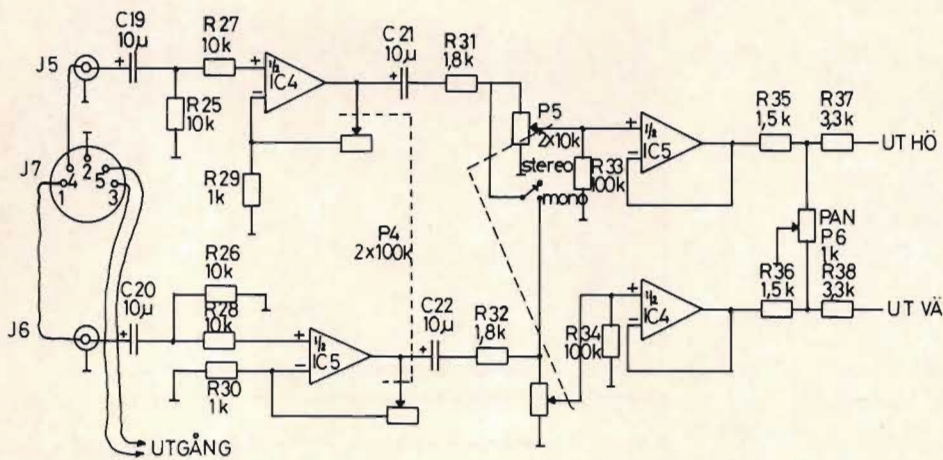 C19
10µ
R27
10k
J5
+
+
½
IC4
-
R25
10k
C21
10µ
R31
1,8k
+
P5
2x10k
stereo
mono
R33
100k
+
½
IC5
-
R35
1,5k
R37
3,3k
UT HÖ
J7
4
2
5
1
3
R29
1k
P4
2x100k
PAN
P6
1k
R26
10k
R28
10k
C20
10µ
J6
+
+
½
IC5
-
R30
1k
C22
10µ
R32
1,8k
+
R34
100k
+
½
IC4
-
R36
1,5k
R38
3,3k
UT VÄ
UTGÅNG